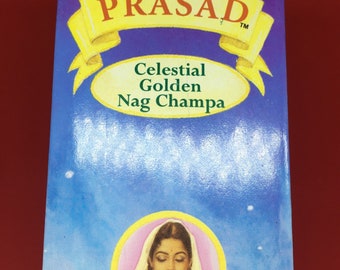 PRASAD
™
Celestial
Golden
Nag Champa